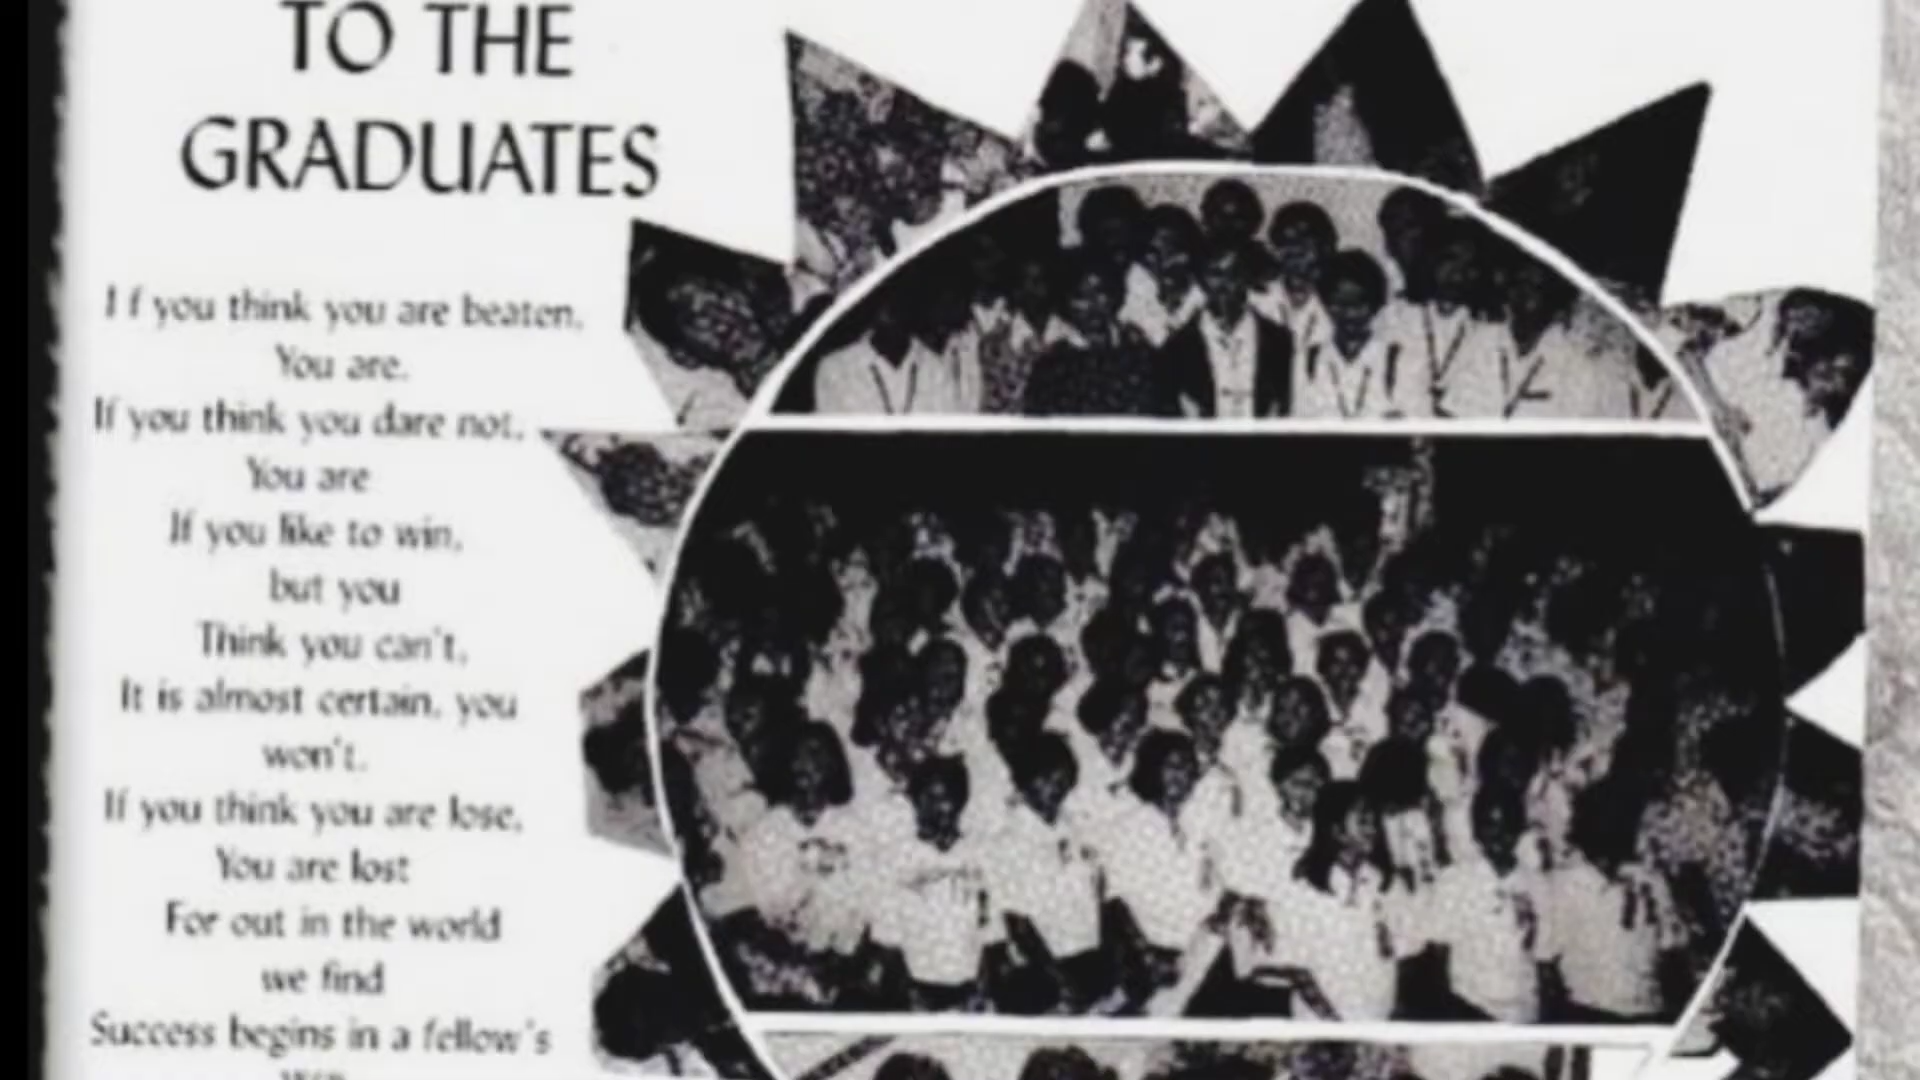 TO THE
GRADUATES
I f you think you are beaten,
You are.
If you think you dare not,
You are
If you like to win,
but you
Think you can't,
It is almost certain, you
won't.
If you think you are lose,
You are lost
For out in the world
we find
Success begins in a fellow's